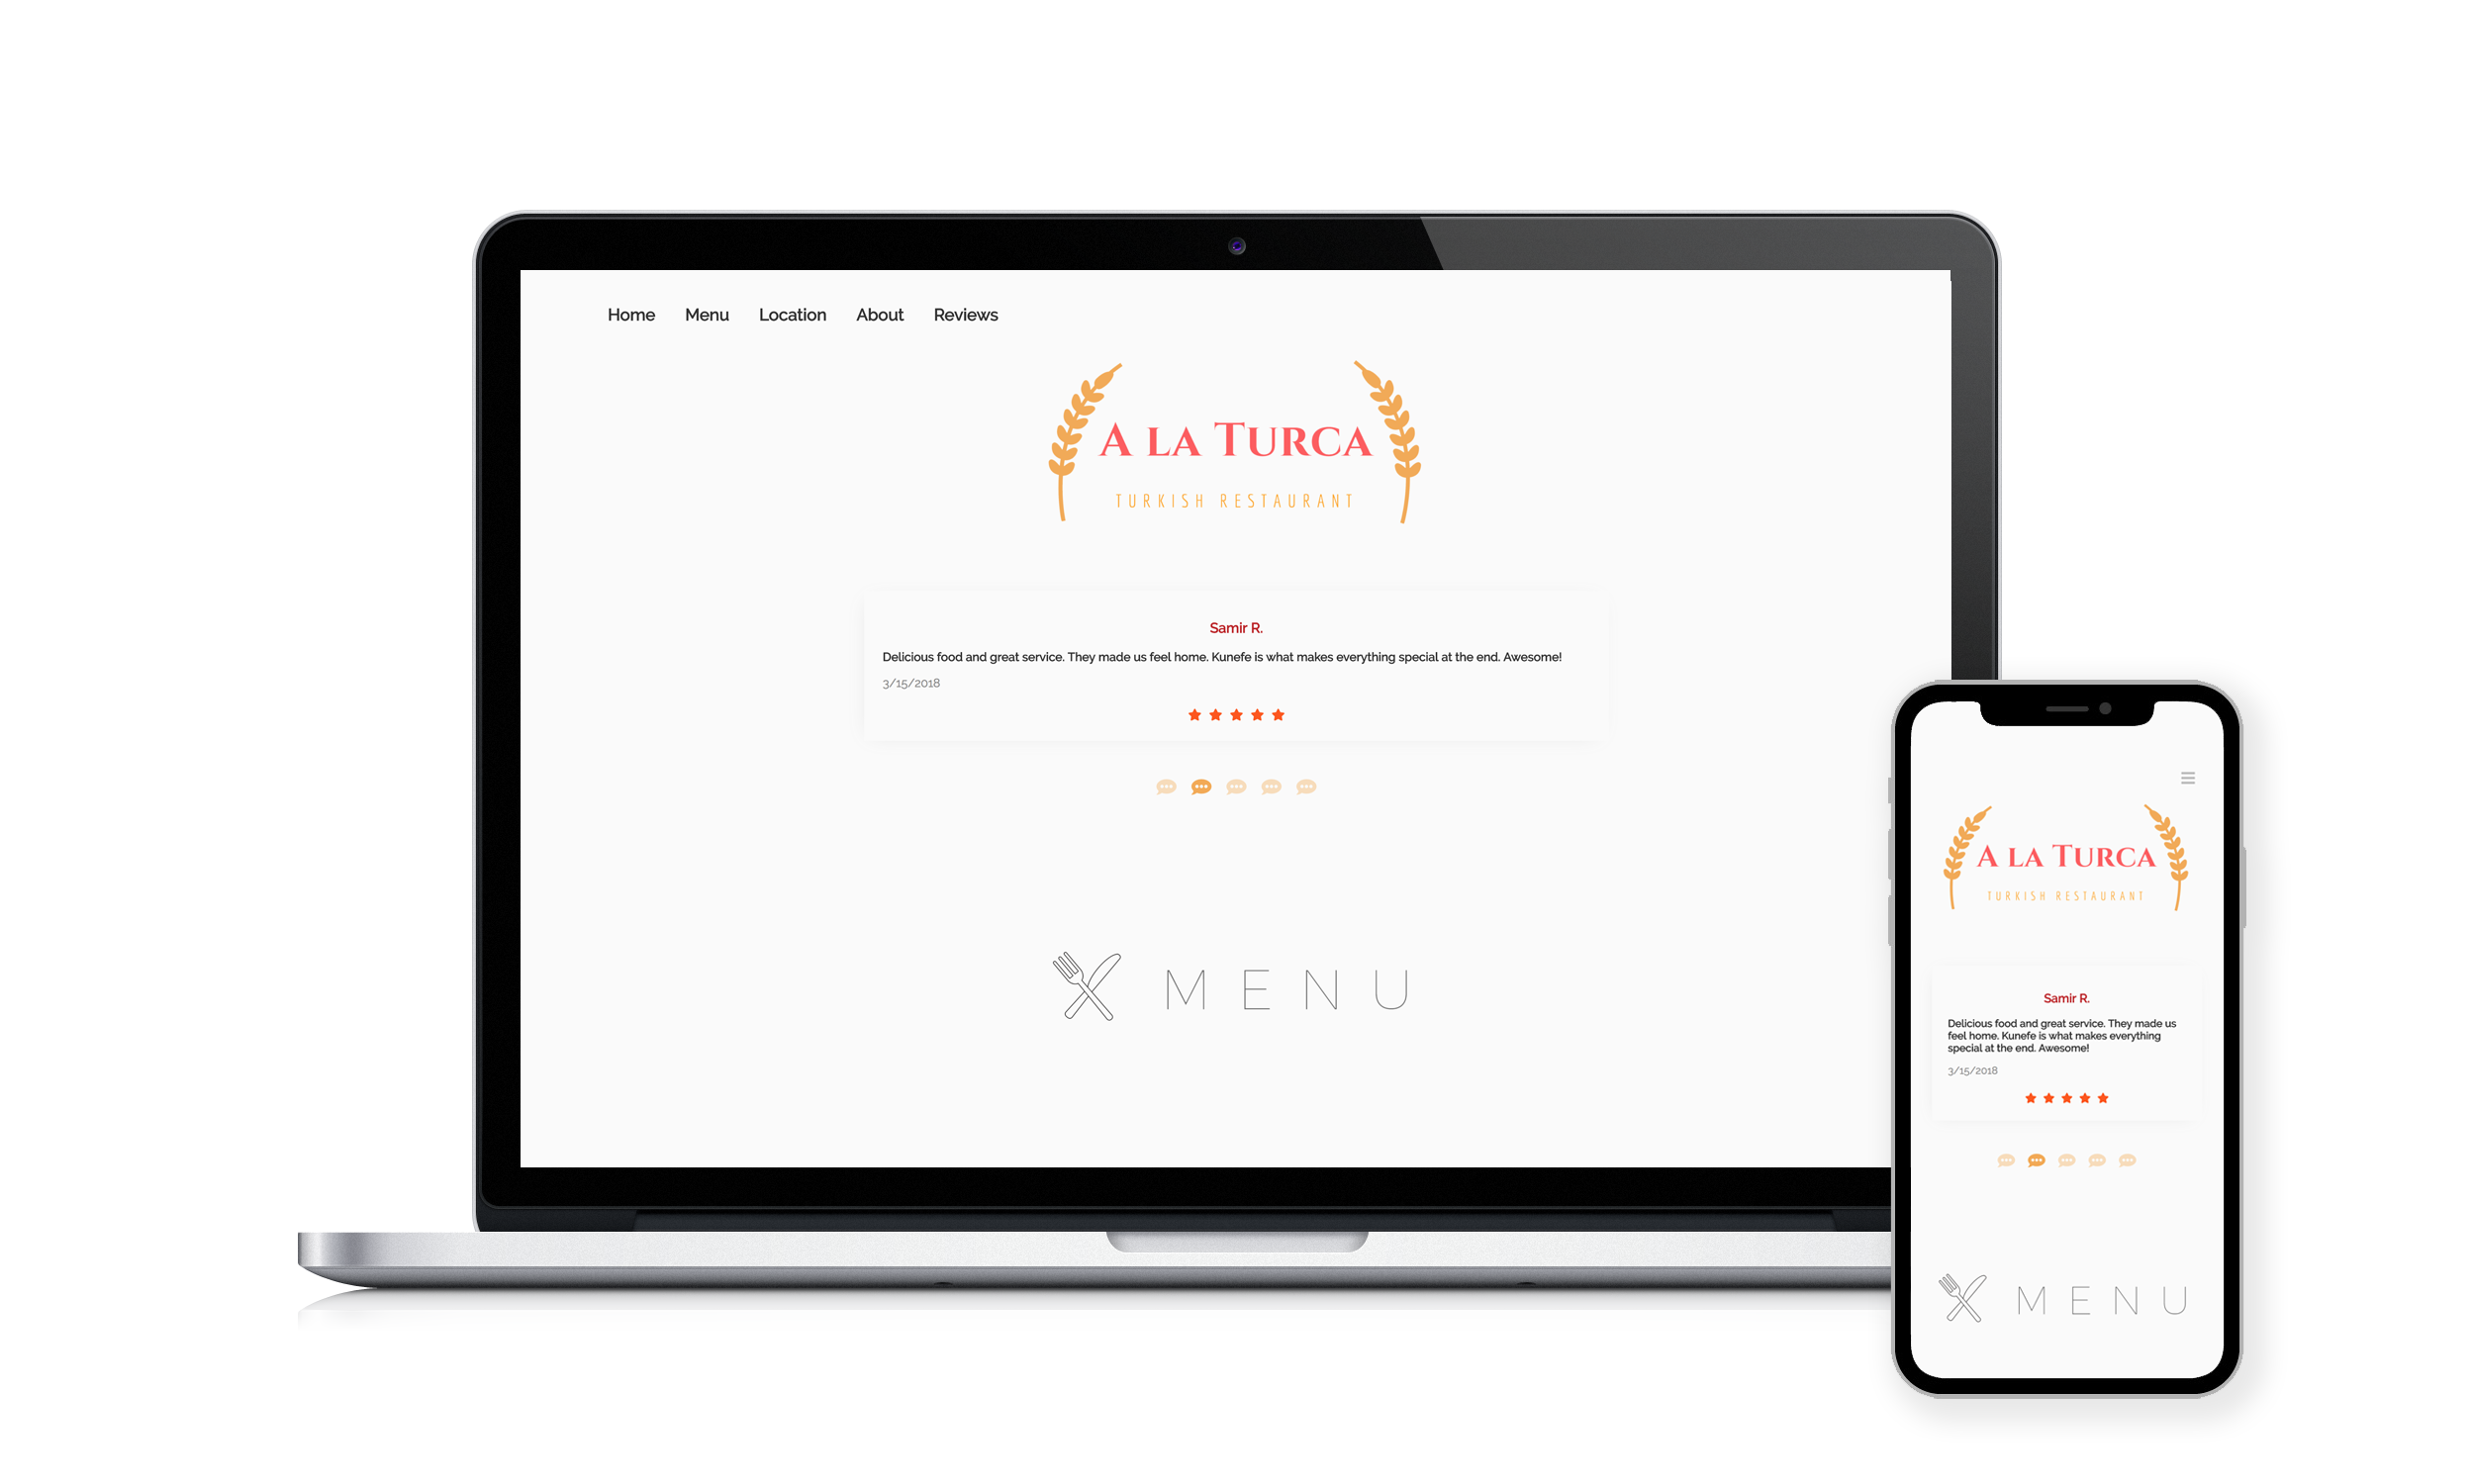 Home Menu Location About Reviews
A LA TURCA
TURKISH RESTAURANT
Samir R.
Delicious food and great service. They made us feel home. Kunefe is what makes everything special at the end. Awesome!
3/15/2018
MENU
A LA TURCA
TURKISH RESTAURANT
Samir R.
Delicious food and great service. They made us
feel home. Kunefe is what makes everything
special at the end. Awesome!
3/15/2018
MENU